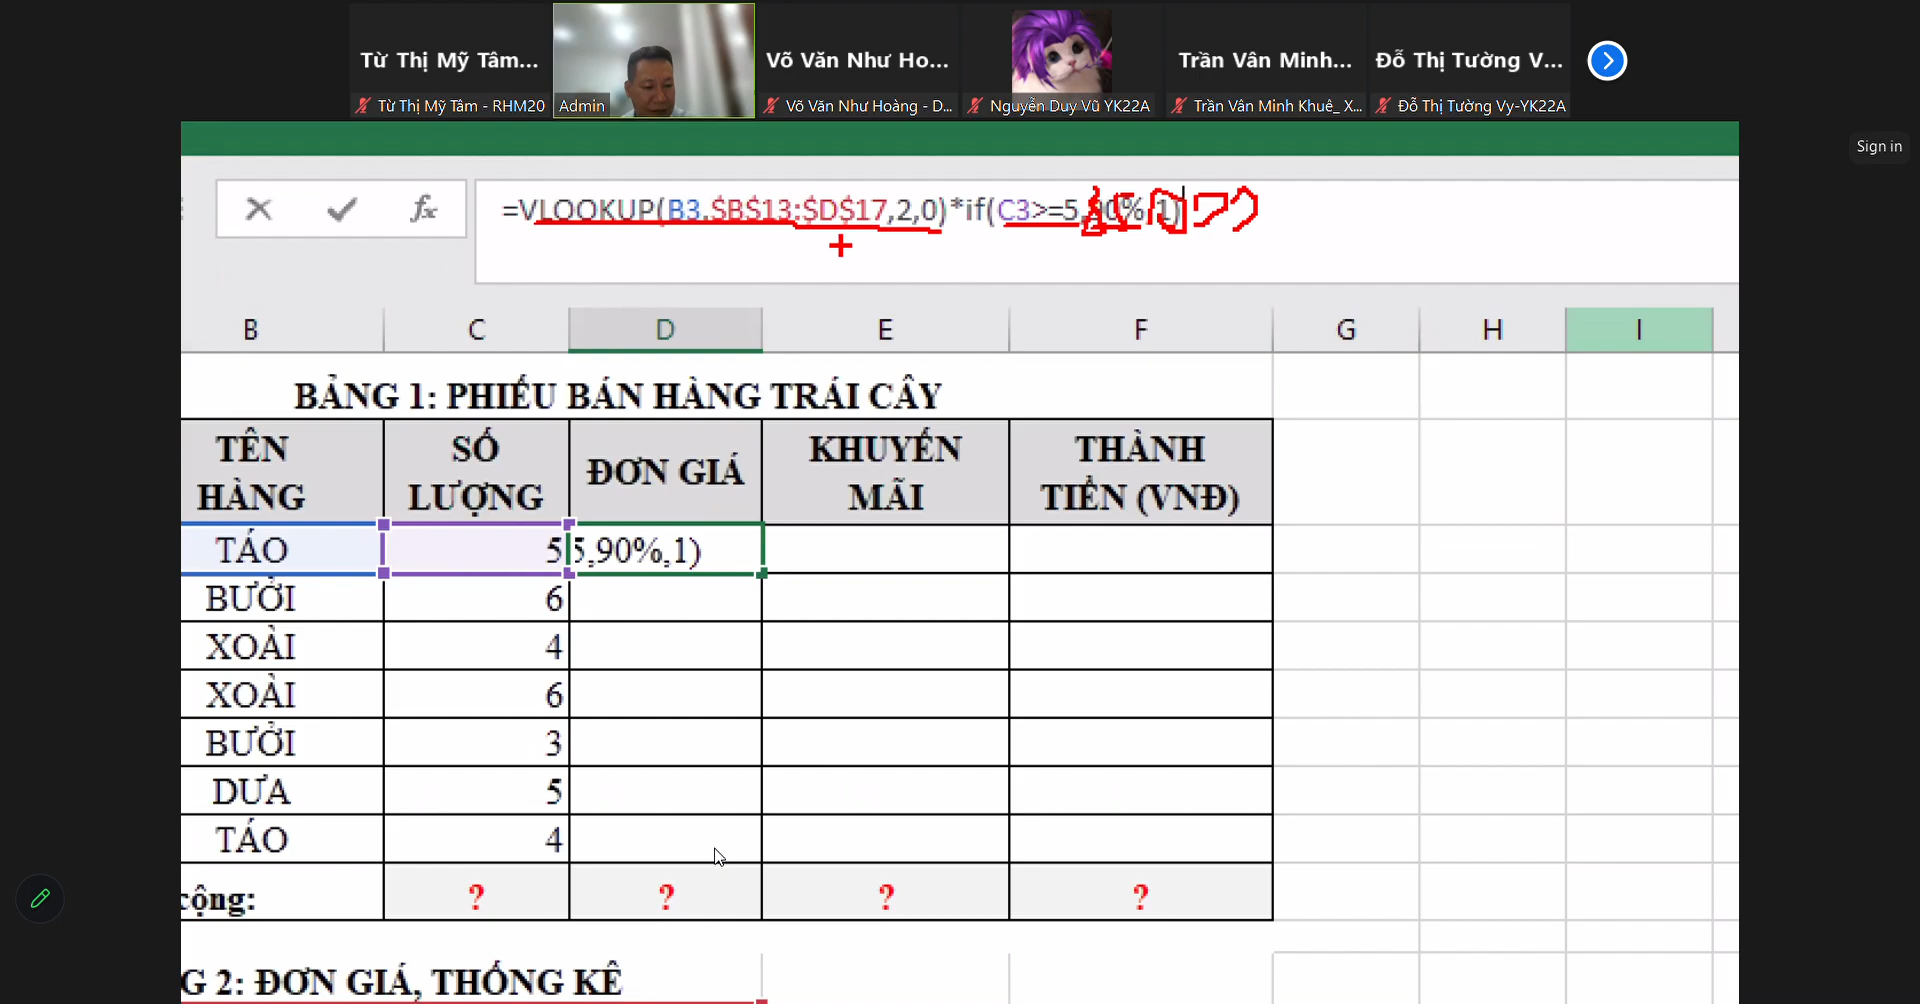 Từ Thị Mỹ Tâm...
Võ Văn Như Ho...
Trần Vân Minh...
Đỗ Thị Tường V...
Từ Thị Mỹ Tâm - RHM20
Admin
Võ Văn Như Hoàng - D...
Nguyễn Duy Vũ YK22A
Trần Vân Minh Khuê_ X...
Đỗ Thị Tường Vy-YK22A
Sign in
fx
=VLOOKUP(B3,$B$13:$D$17,2,0)*if(C3>=5,90%,1)
B C D E F G H I
BẢNG 1: PHIẾU BÁN HÀNG TRÁI CÂY
TÊN HÀNG SỐ LƯỢNG ĐƠN GIÁ KHUYẾN MÃI THÀNH TIỀN (VNĐ)
TÁO 5 5,90%,1)
BƯỞI 6
XOÀI 4
XOÀI 6
BƯỞI 3
DƯA 5
TÁO 4
cộng: ? ? ? ?
G 2: ĐƠN GIÁ, THỐNG KÊ